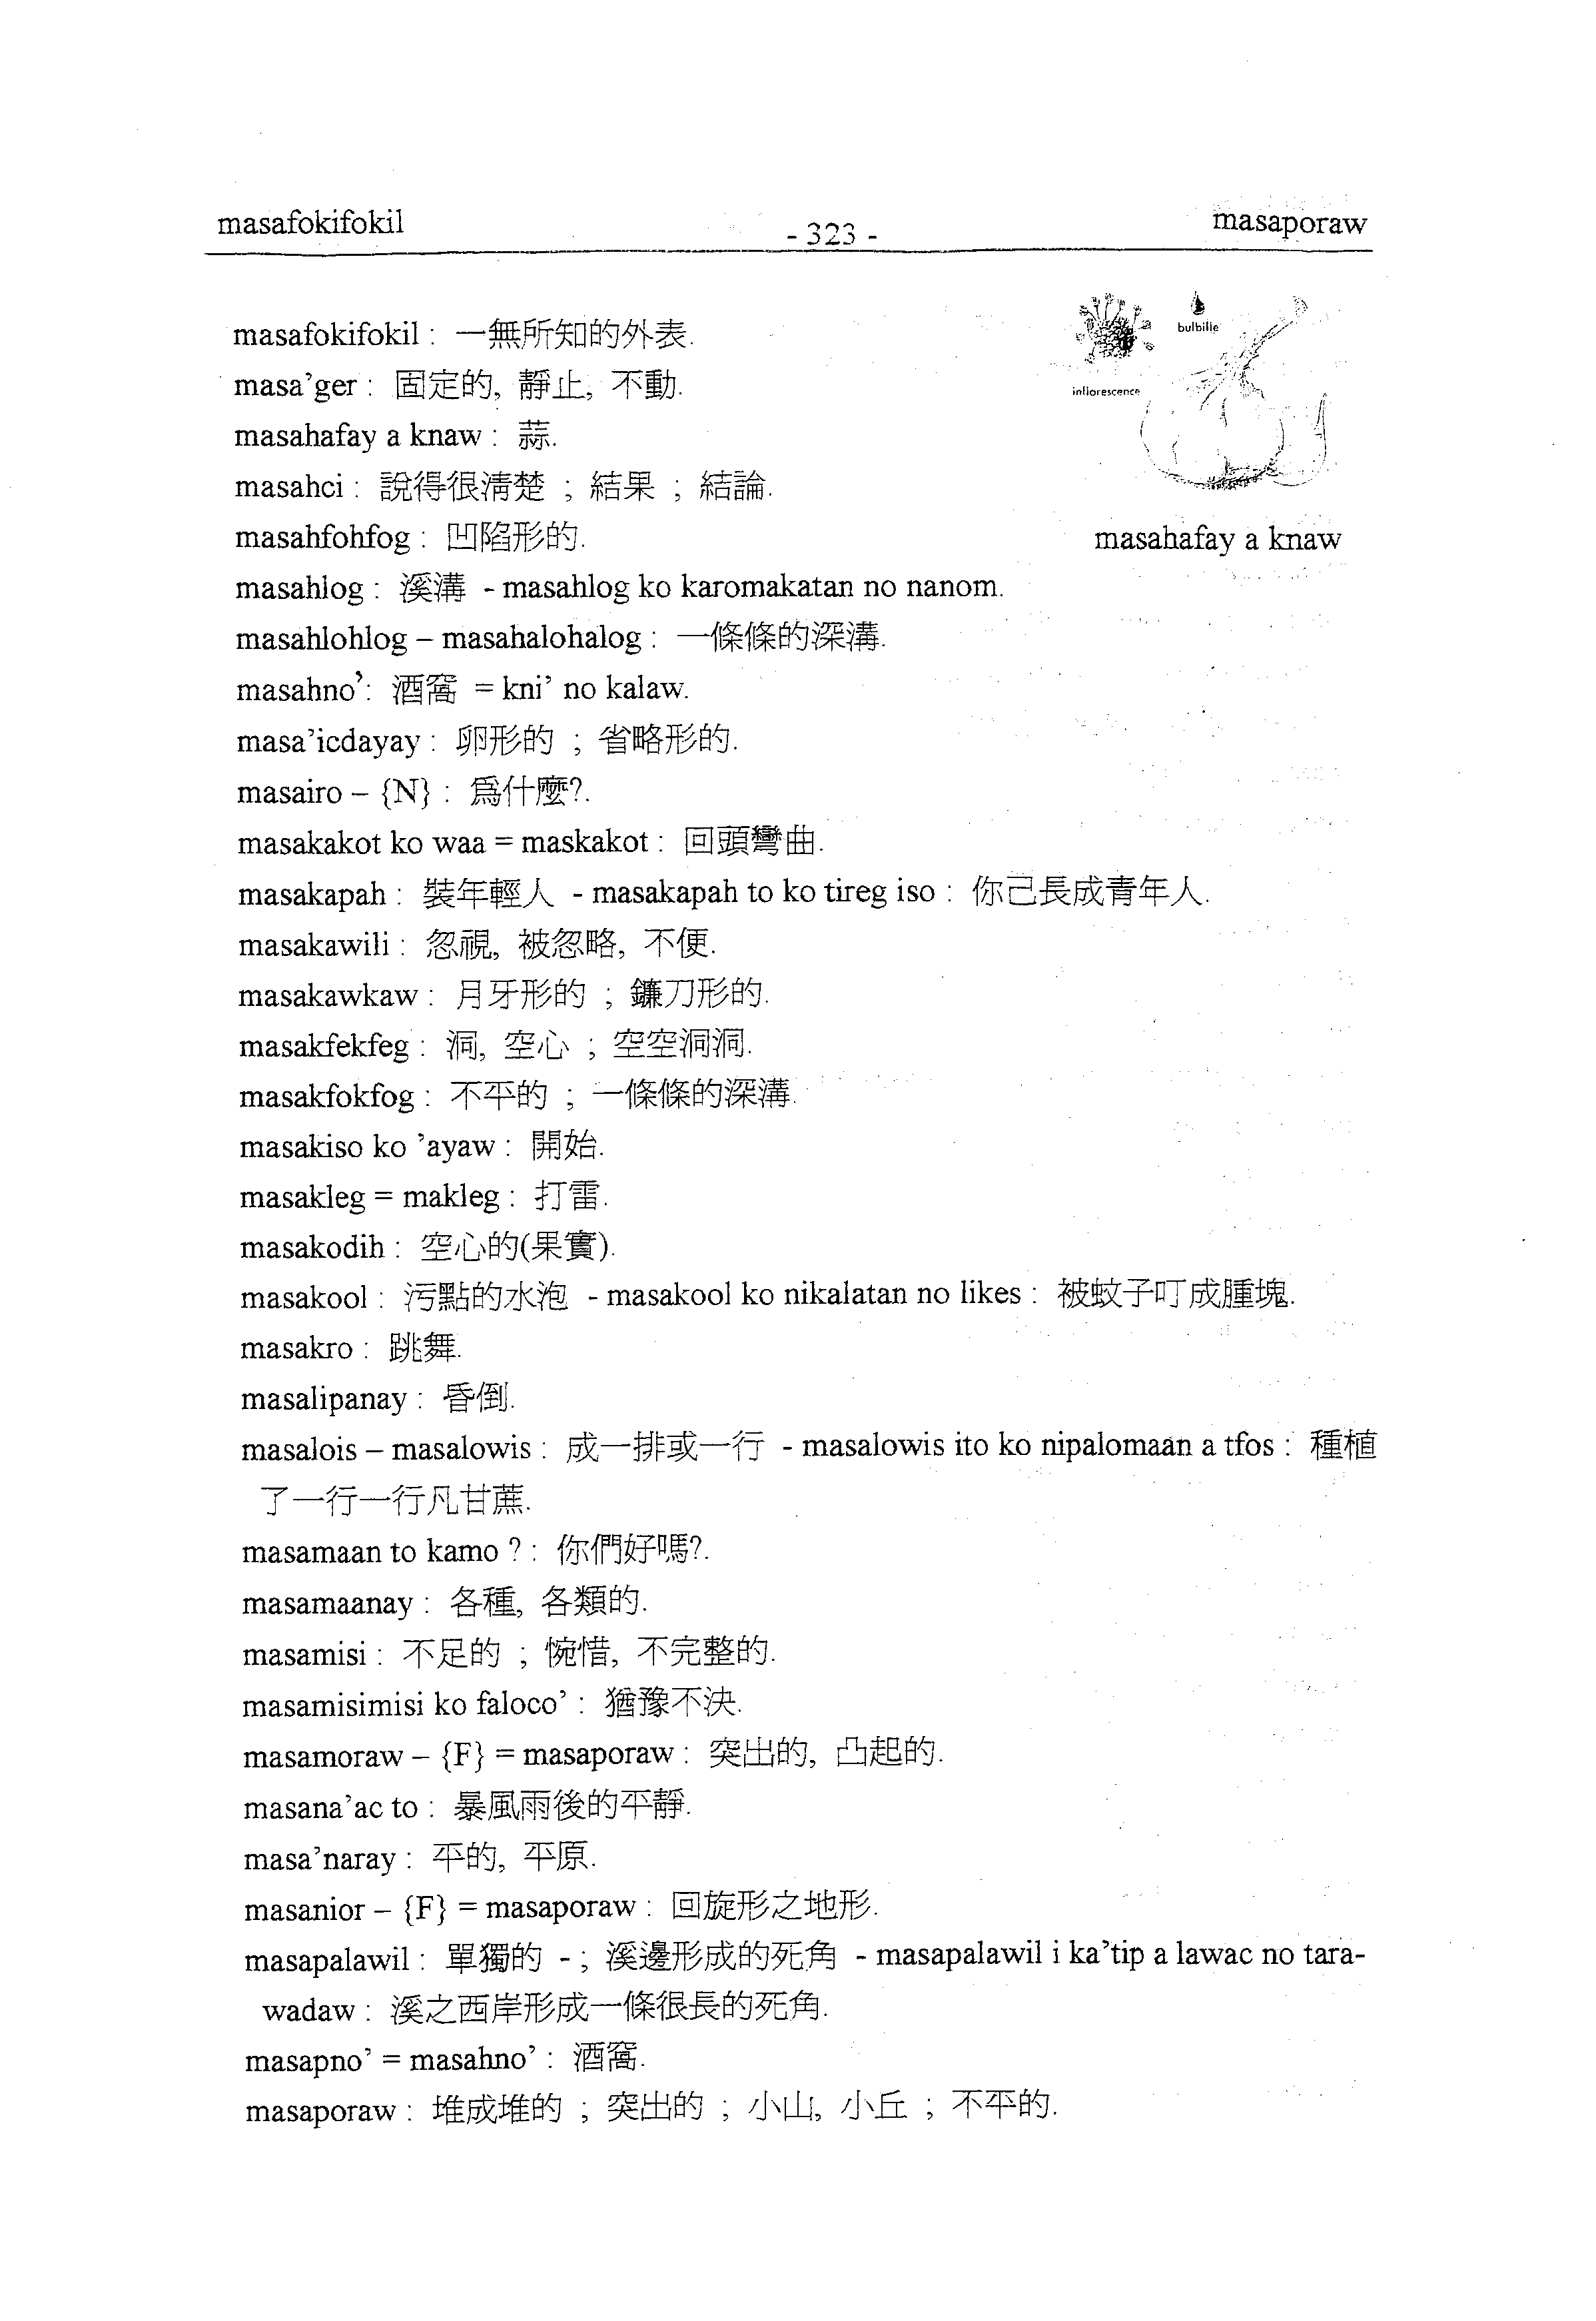 masafokifokil
- 323 -
masaporaw
masafokifokil : 一無所知的外表.
masa’ger : 固定的, 靜止, 不動.
masahafay a knaw : 蒜.
masahci : 說得很清楚 ; 結果 ; 結論.
masahfohfog : 凹陷形的.
bulbille
inflorescence
masahafay a knaw
masahlog : 溪溝 - masahlog ko karomakatan no nanom.
masahlohlog – masahalohalog : 一條條的深溝.
masahno’: 酒窩 = kni’ no kalaw.
masa’icdayay : 卵形的 ; 省略形的.
masairo – {N} : 爲什麼?.
masakakot ko waa = maskakot : 回頭彎曲.
masakapah : 裝年輕人 - masakapah to ko tireg iso : 你己長成青年人.
masakawili : 忽視, 被忽略, 不便.
masakawkaw : 月牙形的 ; 鐮刀形的.
masakfekfeg : 洞, 空心 ; 空空洞洞.
masakfokfog : 不平的 ; 一條條的深溝.
masakiso ko ’ayaw : 開始.
masakleg = makleg : 打雷.
masakodih : 空心的(果實).
masakool : 污點的水泡 - masakool ko nikalatan no likes : 被蚊子叮成腫塊.
masakro : 跳舞.
masalipanay : 昏倒.
masalois – masalowis : 成一排或一行 - masalowis ito ko nipalomaan a tfos : 種植
了一行一行凡甘蔗.
masamaan to kamo ? : 你們好嗎?.
masamaanay : 各種, 各類的.
masamisi : 不足的 ; 惋惜, 不完整的.
masamisimisi ko faloco’ : 猶豫不決.
masamoraw – {F} = masaporaw : 突出的, 凸起的.
masana’ac to : 暴風雨後的平靜.
masa’naray : 平的, 平原.
masanior – {F} = masaporaw : 回旋形之地形.
masapalawil : 單獨的 - ; 溪邊形成的死角 - masapalawil i ka’tip a lawac no tara-
wadaw : 溪之西岸形成一條很長的死角.
masapno’ = masahno’ : 酒窩.
masaporaw : 堆成堆的 ; 突出的 ; 小山, 小丘 ; 不平的.